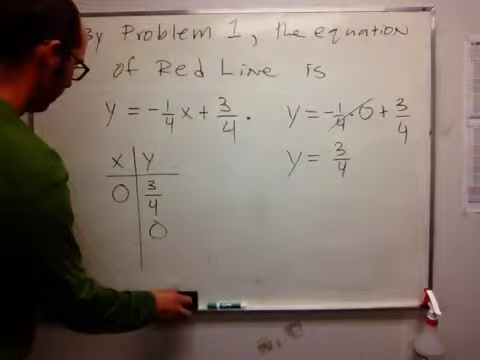 By Problem 1, the equation
of Red Line is
y = -1/4 x + 3/4.
y = -1/4 · 0 + 3/4
y = 3/4
x | y
0 | 3/4
0